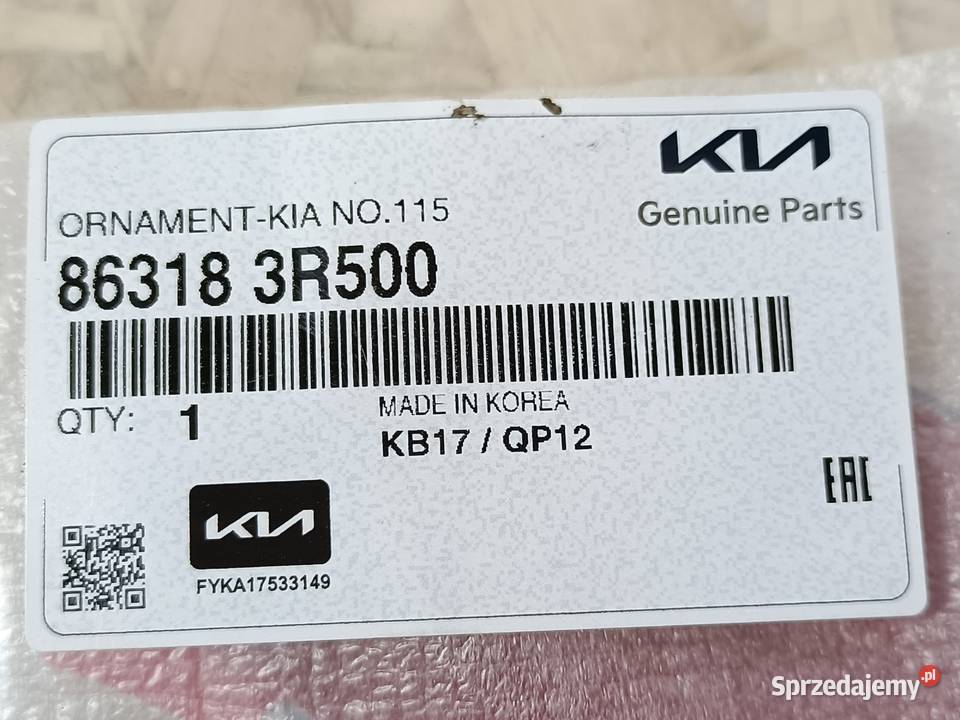 KIA
Genuine Parts
ORNAMENT-KIA NO.115
86318 3R500
QTY: 1
MADE IN KOREA
KB17 / QP12
EAC
KIA
FYKA17533149
Sprzedajemy.pl